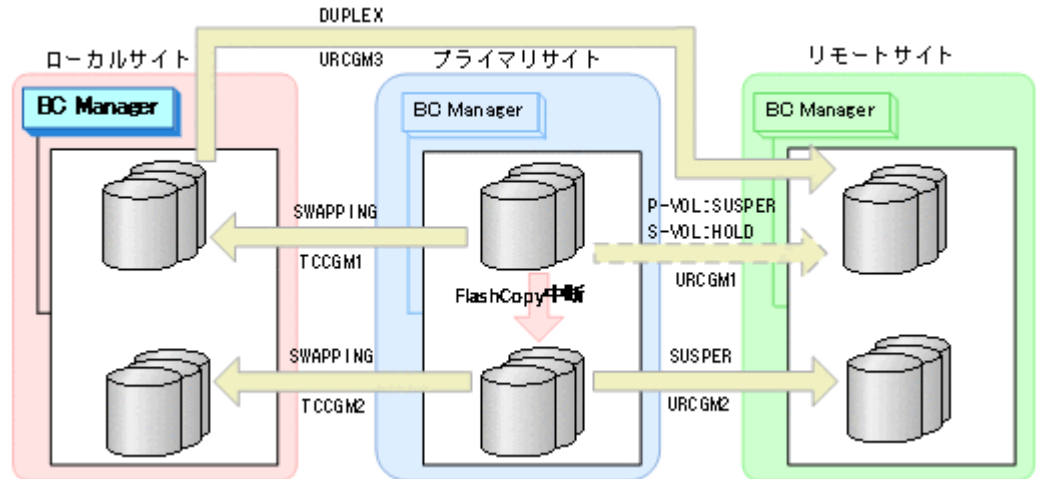 DUPLEX
URCGM3
ローカルサイト
プライマリサイト
リモートサイト
BC Manager
BC Manager
BC Manager
SWAPPING
TCCGM1
P-VOL:SUSPER
S-VOL:HOLD
URCGM1
FlashCopy中断
SWAPPING
TCCGM2
SUSPER
URCGM2